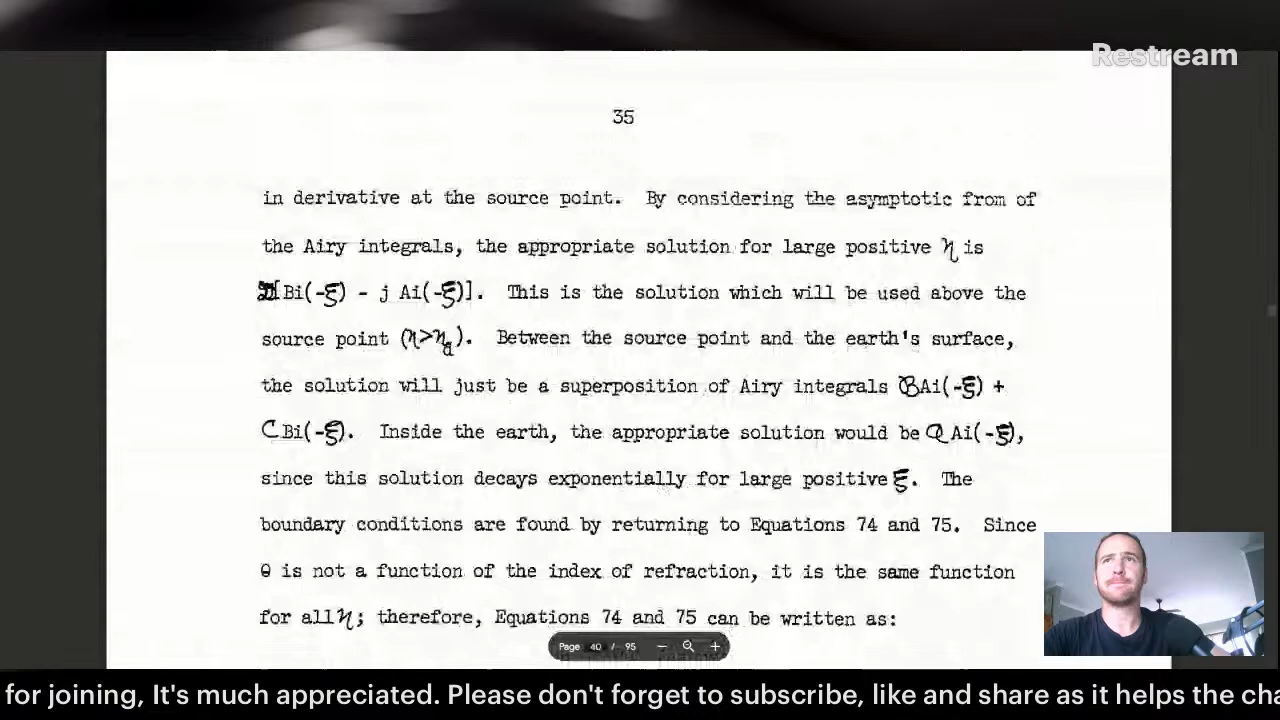 Restream
35
in derivative at the source point. By considering the asymptotic from of
the Airy integrals, the appropriate solution for large positive η is
[Bi(-ξ) - j Ai(-ξ)]. This is the solution which will be used above the
source point (η>ηₐ). Between the source point and the earth's surface,
the solution will just be a superposition of Airy integrals BAi(-ξ) +
CBi(-ξ). Inside the earth, the appropriate solution would be Ai(-ξ),
since this solution decays exponentially for large positive ξ. The
boundary conditions are found by returning to Equations 74 and 75. Since
θ is not a function of the index of refraction, it is the same function
for all η; therefore, Equations 74 and 75 can be written as:
Page 40 / 95
for joining, It's much appreciated. Please don't forget to subscribe, like and share as it helps the cha